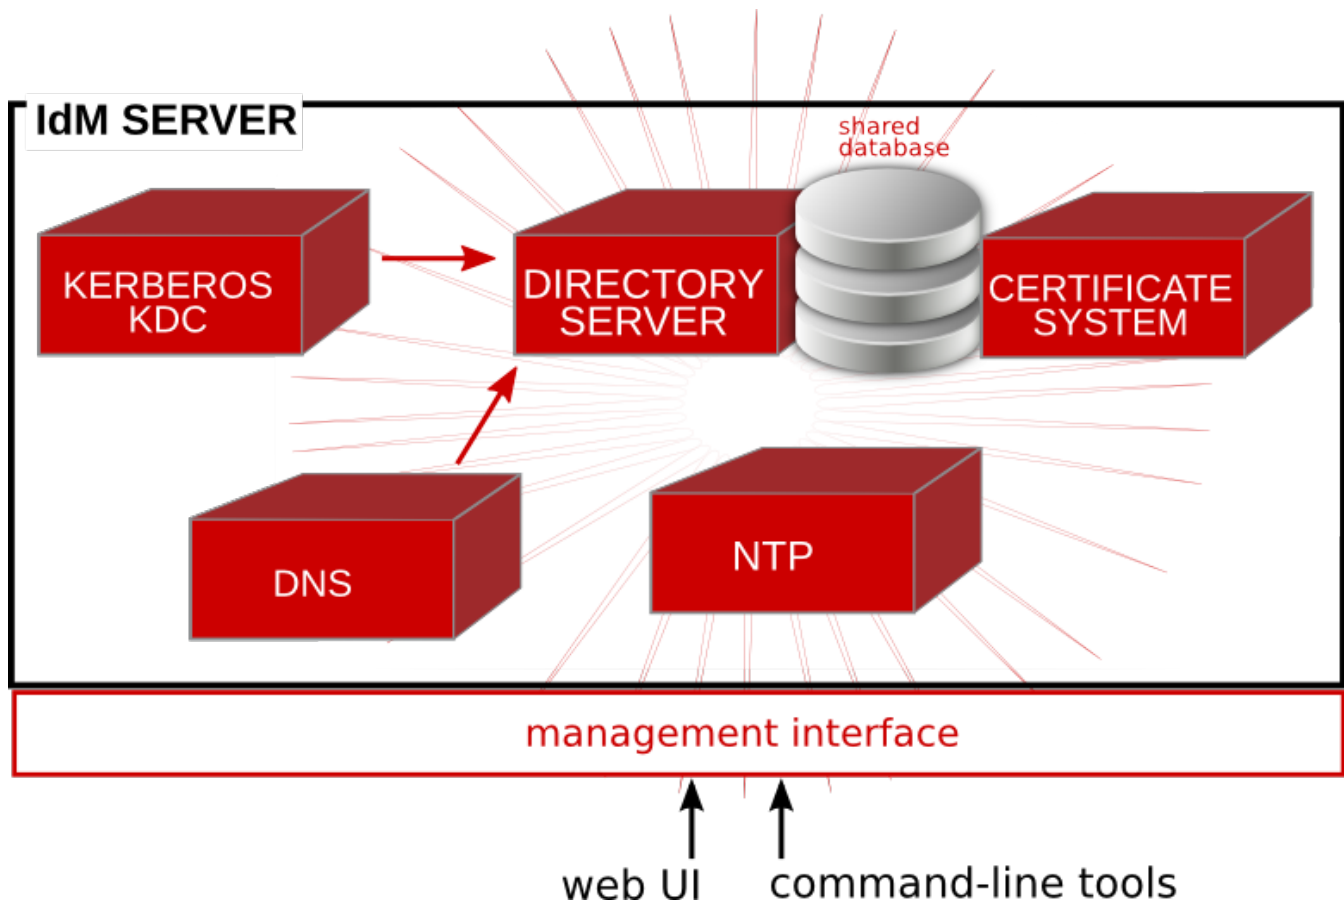 IdM SERVER
shared
database
KERBEROS
KDC
DIRECTORY
SERVER
CERTIFICATE
SYSTEM
DNS
NTP
management interface
web UI
command-line tools